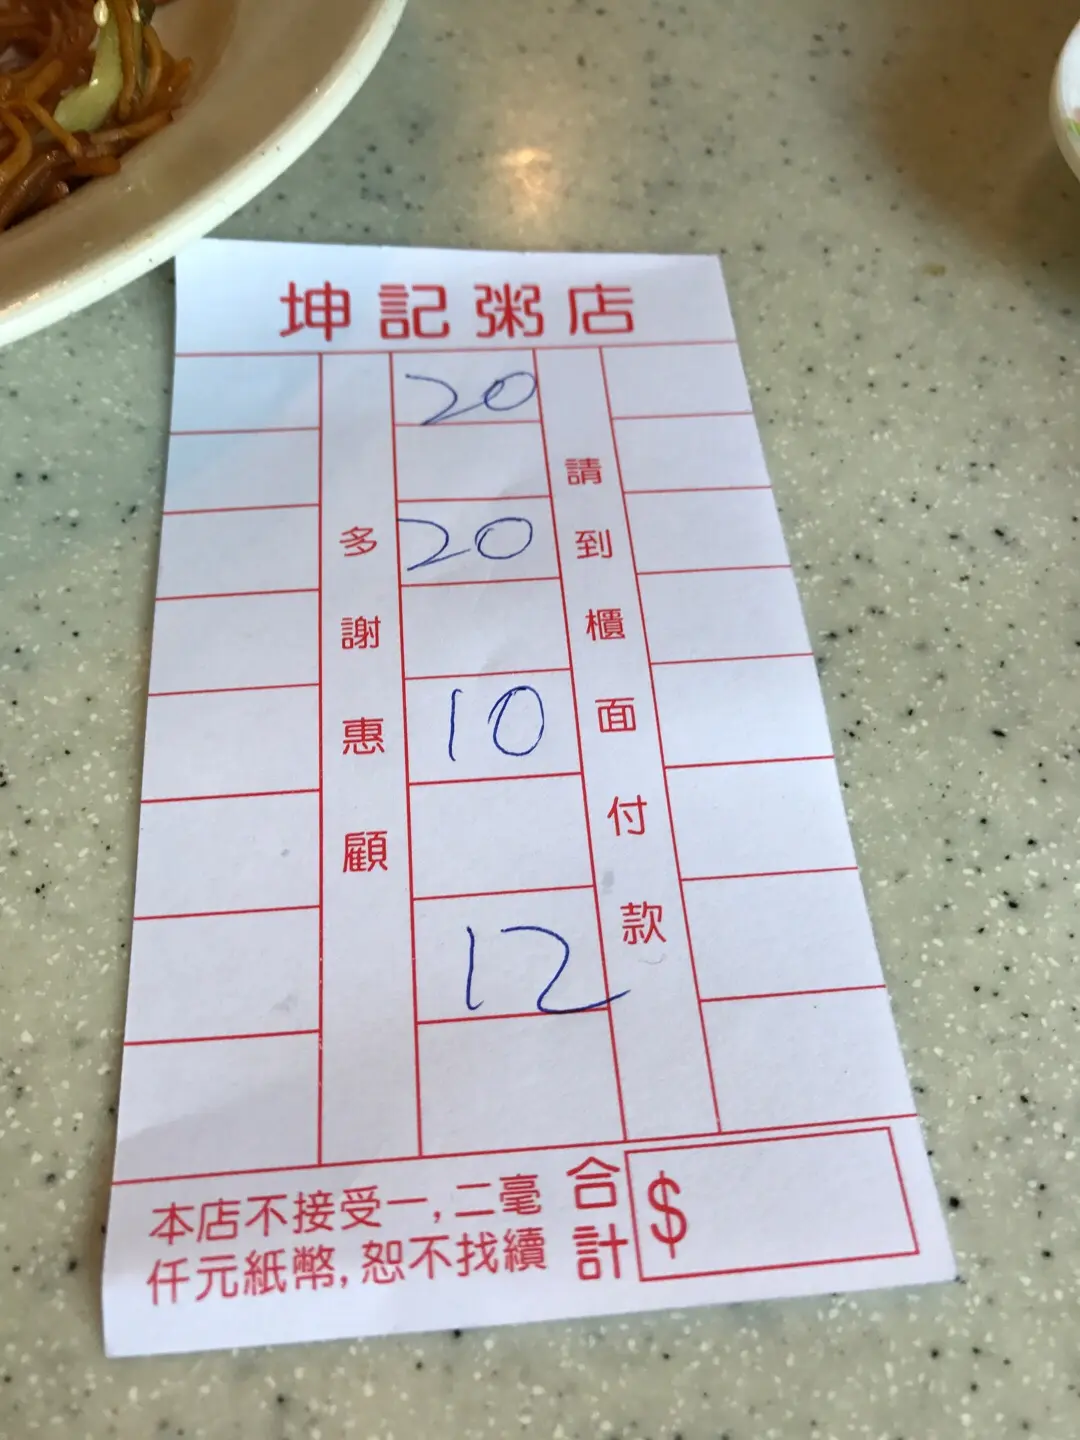 坤記粥店
20
20
10
12
多謝惠顧
請到櫃面付款
本店不接受一,二毫
仟元紙幣,恕不找續
合計 $